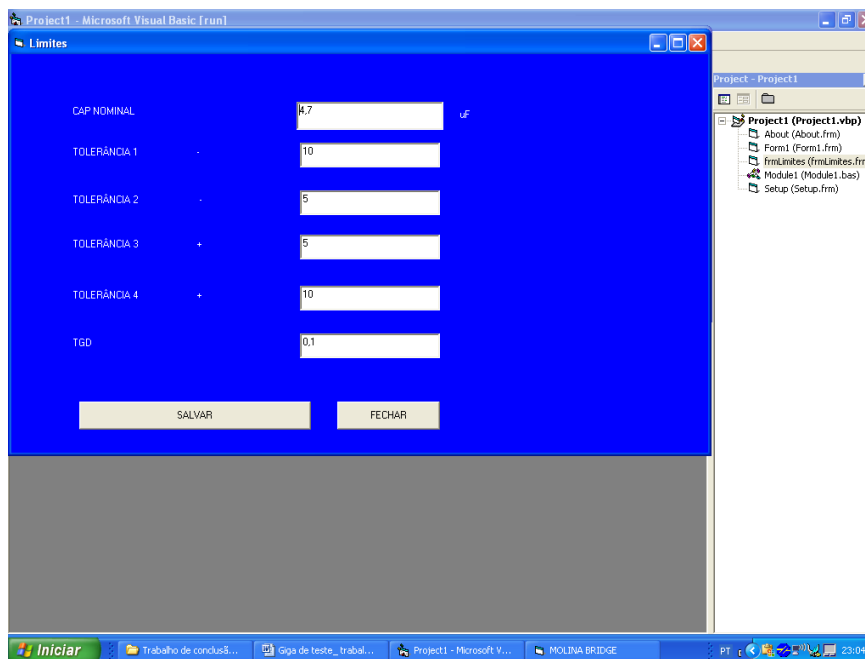 Project1 - Microsoft Visual Basic [run]
Limites
CAP NOMINAL 4,7 uF
TOLERÂNCIA 1 - 10
TOLERÂNCIA 2 - 5
TOLERÂNCIA 3 + 5
TOLERÂNCIA 4 + 10
TGD 0,1
SALVAR FECHAR
Project - Project1
Project1 (Project1.vbp)
About (About.frm)
Form1 (Form1.frm)
frmLimites (frmLimites.frm
Module1 (Module1.bas)
Setup (Setup.frm)
Iniciar Trabalho de conclusã... Giga de teste_ trabal... Project1 - Microsoft V... MOLINA BRIDGE PT